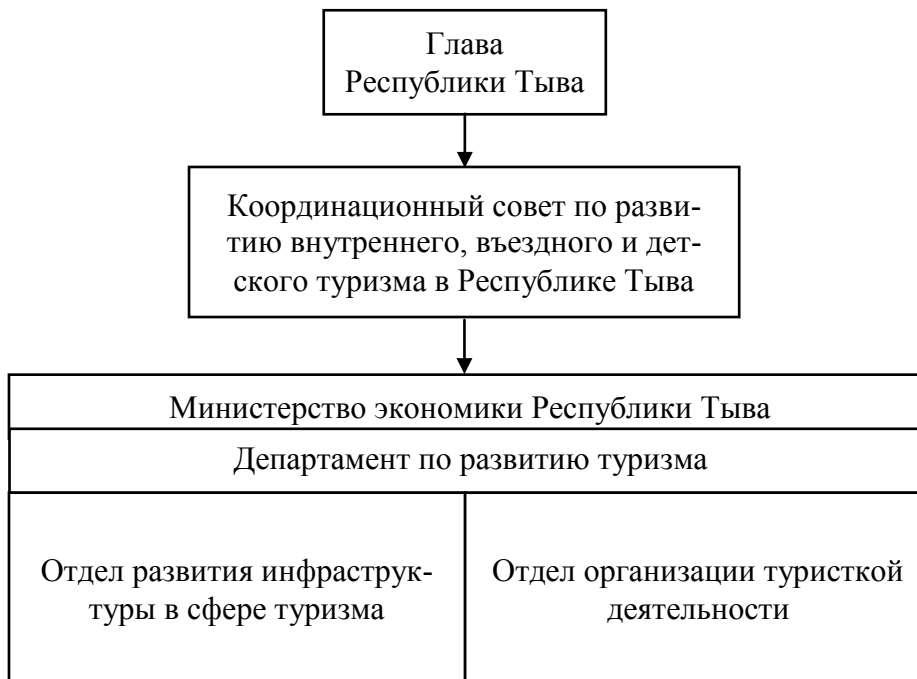 Глава
Республики Тыва
Координационный совет по разви-
тию внутреннего, въездного и дет-
ского туризма в Республике Тыва
Министерство экономики Республики Тыва
Департамент по развитию туризма
Отдел развития инфраструк-
туры в сфере туризма
Отдел организации туристкой
деятельности